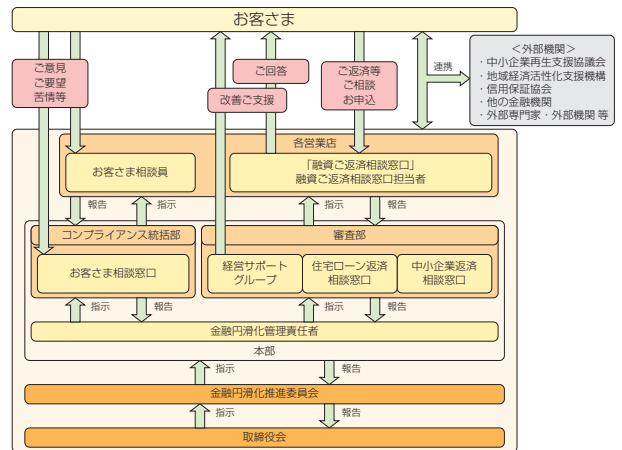 お客さま
ご意見
ご要望
苦情等
ご回答
改善ご支援
ご返済等
ご相談
お申込
連携
＜外部機関＞
・中小企業再生支援協議会
・地域経済活性化支援機構
・信用保証協会
・他の金融機関
・外部専門家・外部機関 等
各営業店
お客さま相談員
「融資ご返済相談窓口」
融資ご返済相談窓口担当者
報告
指示
指示
報告
コンプライアンス統括部
審査部
お客さま相談窓口
経営サポート
グループ
住宅ローン返済
相談窓口
中小企業返済
相談窓口
指示
報告
指示
報告
金融円滑化管理責任者
本部
指示
報告
金融円滑化推進委員会
指示
報告
取締役会